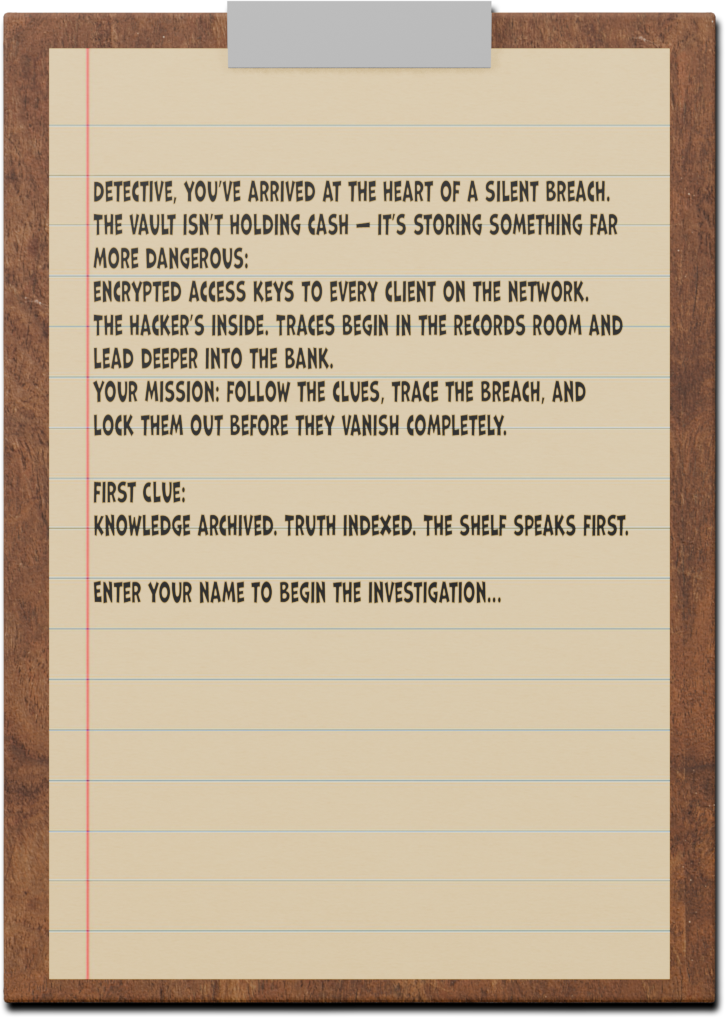 DETECTIVE, YOU'VE ARRIVED AT THE HEART OF A SILENT BREACH.
THE VAULT ISN'T HOLDING CASH – IT'S STORING SOMETHING FAR
MORE DANGEROUS:
ENCRYPTED ACCESS KEYS TO EVERY CLIENT ON THE NETWORK.
THE HACKER'S INSIDE. TRACES BEGIN IN THE RECORDS ROOM AND
LEAD DEEPER INTO THE BANK.
YOUR MISSION: FOLLOW THE CLUES, TRACE THE BREACH, AND
LOCK THEM OUT BEFORE THEY VANISH COMPLETELY.
FIRST CLUE:
KNOWLEDGE ARCHIVED. TRUTH INDEXED. THE SHELF SPEAKS FIRST.
ENTER YOUR NAME TO BEGIN THE INVESTIGATION...